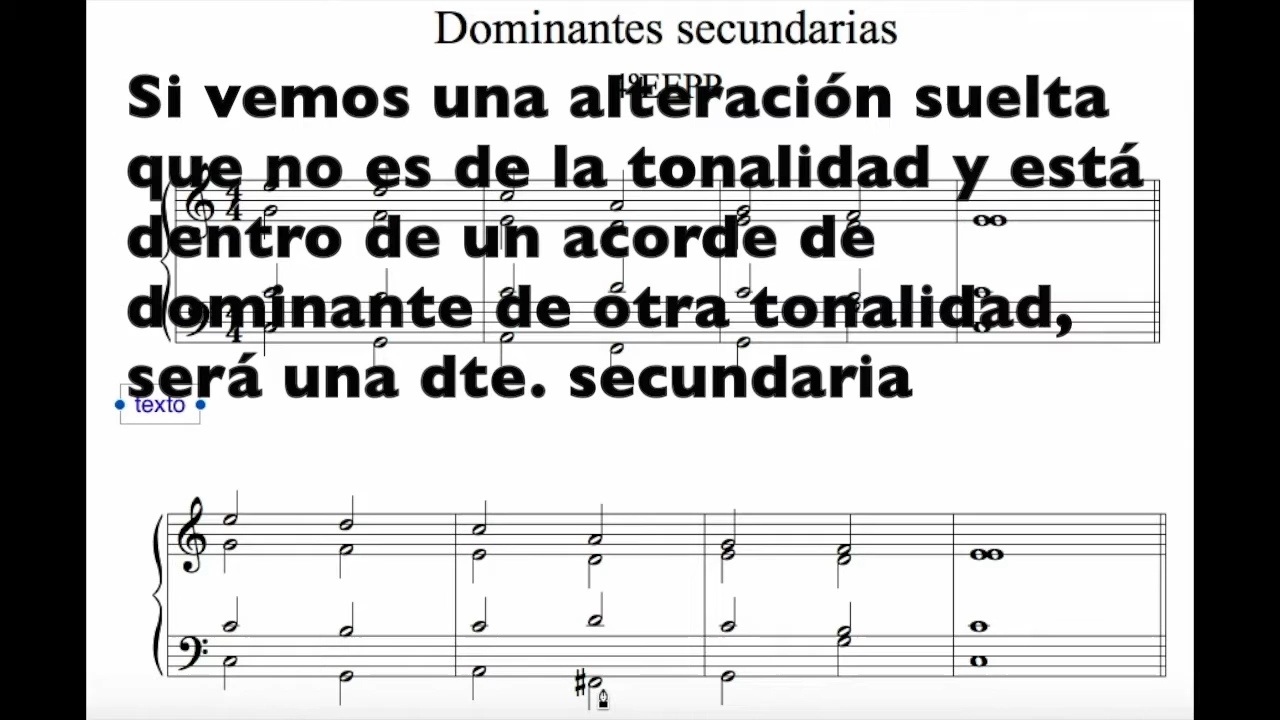 Dominantes secundarias
4ºEEPP
Si vemos una alteración suelta
que no es de la tonalidad y está
dentro de un acorde de
dominante de otra tonalidad,
será una dte. secundaria
texto